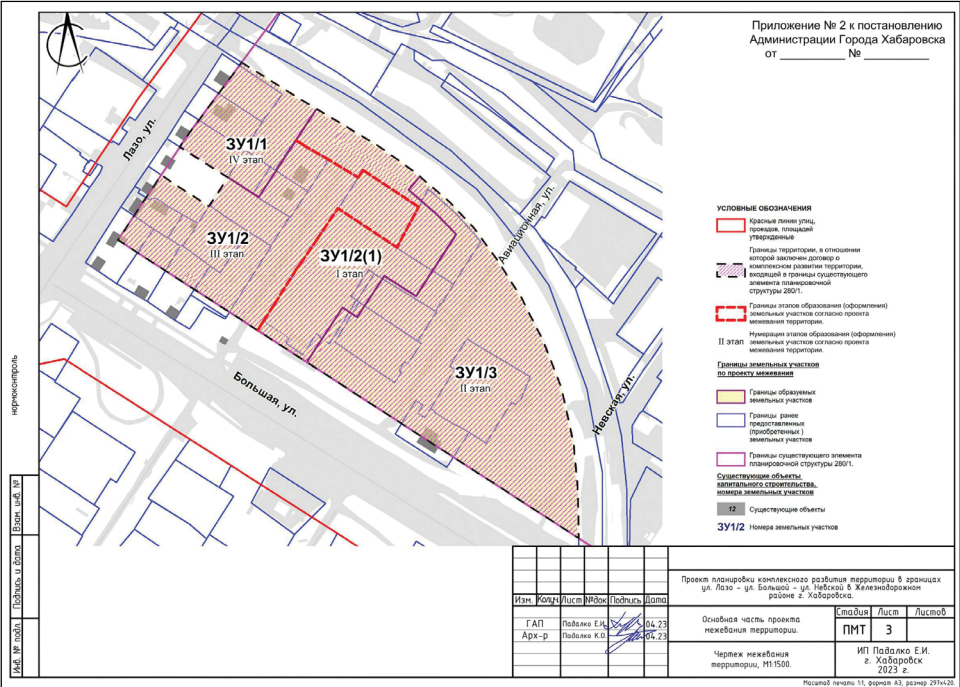 Приложение № 2 к постановлению
Администрации Города Хабаровска
от № 
Лазо, ул.
ЗУ1/1
IV этап
Авиационная, ул.
ЗУ1/2
III этап
ЗУ1/2(1)
I этап
ЗУ1/3
II этап
Большая, ул.
Невская, ул.
УСЛОВНЫЕ ОБОЗНАЧЕНИЯ
Красные линии улиц,
проездов, площадей
утвержденные
Границы территории, в отношении
которой заключен договор о
комплексном развитии территории,
входящей в границы существующего
элемента планировочной
структуры 280/1.
Границы этапов образования (оформления)
земельных участков согласно проекта
межевания территории.
II этап
Нумерация этапов образования (оформления)
земельных участков согласно проекта
межевания территории.
Границы земельных участков
по проекту межевания
Границы образуемых
земельных участков
Границы ранее
предоставленных
(приобретенных )
земельных участков
Границы существующего элемента
планировочной структуры 280/1.
Существующие объекты
капитального строительства,
номера земельных участков
12 Существующие объекты
ЗУ1/2 Номера земельных участков
нормоконтроль
Взам. инв. №
Подпись и дата
Инв. № подл.
Изм. Колуч Лист №док Подпись Дата
ГАП Падалко Е.И. 04.23
Арх-р Падалко К.О. 04.23
Проект планировки комплексного развития территории в границах
ул. Лазо - ул. Большой - ул. Невской в Железнодорожном
районе г. Хабаровска.
Основная часть проекта
межевания территории.
Стадия Лист Листов
ПМТ 3
Чертеж межевания
территории, М1:1500.
ИП Падалко Е.И.
г. Хабаровск
2023 г.
Масштаб печати 1:1, формат А3, размер 297х420.